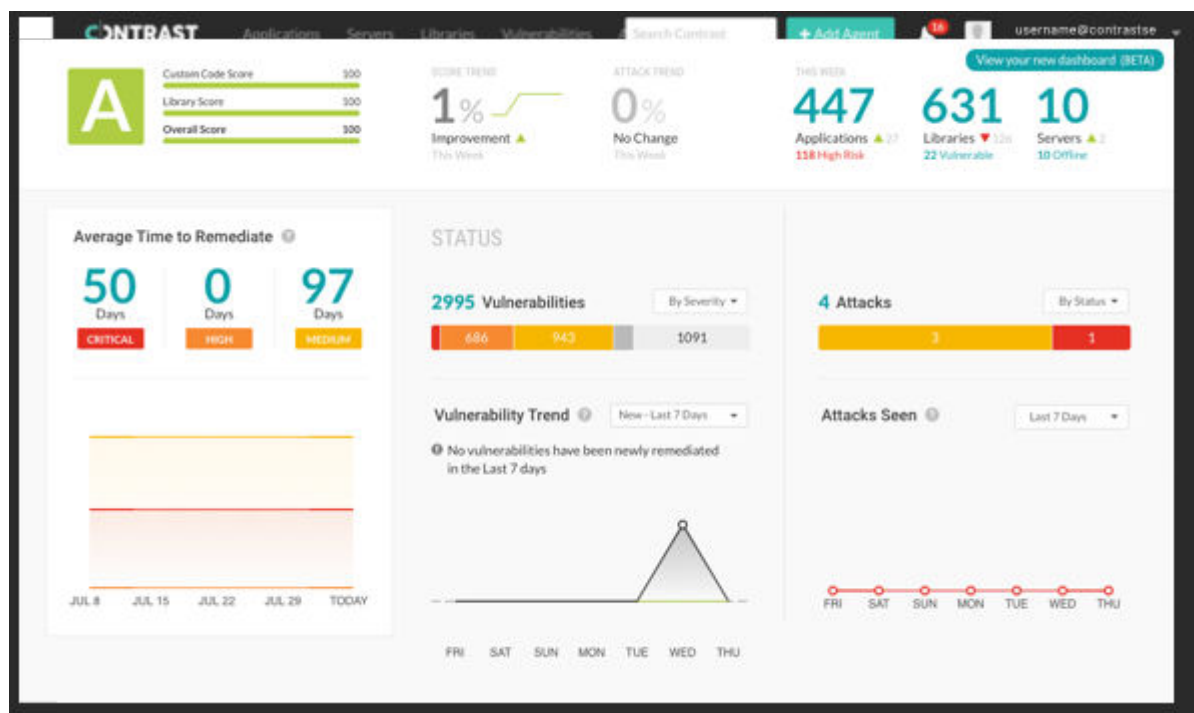 CONTRAST Applications Servers Libraries Vulnerabilities Search Contrast + Add Agent 16 username@contrastse
View your new dashboard (BETA)
A
Custom Code Score 100
Library Score 100
Overall Score 100
SCORE TREND
1%
Improvement
This Week
ATTACK TREND
0%
No Change
This Week
THIS WEEK
447
Applications 27
118 High Risk
631
Libraries 126
22 Vulnerable
10
Servers 2
10 Offline
Average Time to Remediate
50 0 97
Days Days Days
CRITICAL HIGH MEDIUM
JUL 8 JUL 15 JUL 22 JUL 29 TODAY
STATUS
2995 Vulnerabilities By Severity
686 943 1091
Vulnerability Trend New - Last 7 Days
No vulnerabilities have been newly remediated
in the Last 7 days
FRI SAT SUN MON TUE WED THU
4 Attacks By Status
3 1
Attacks Seen Last 7 Days
FRI SAT SUN MON TUE WED THU